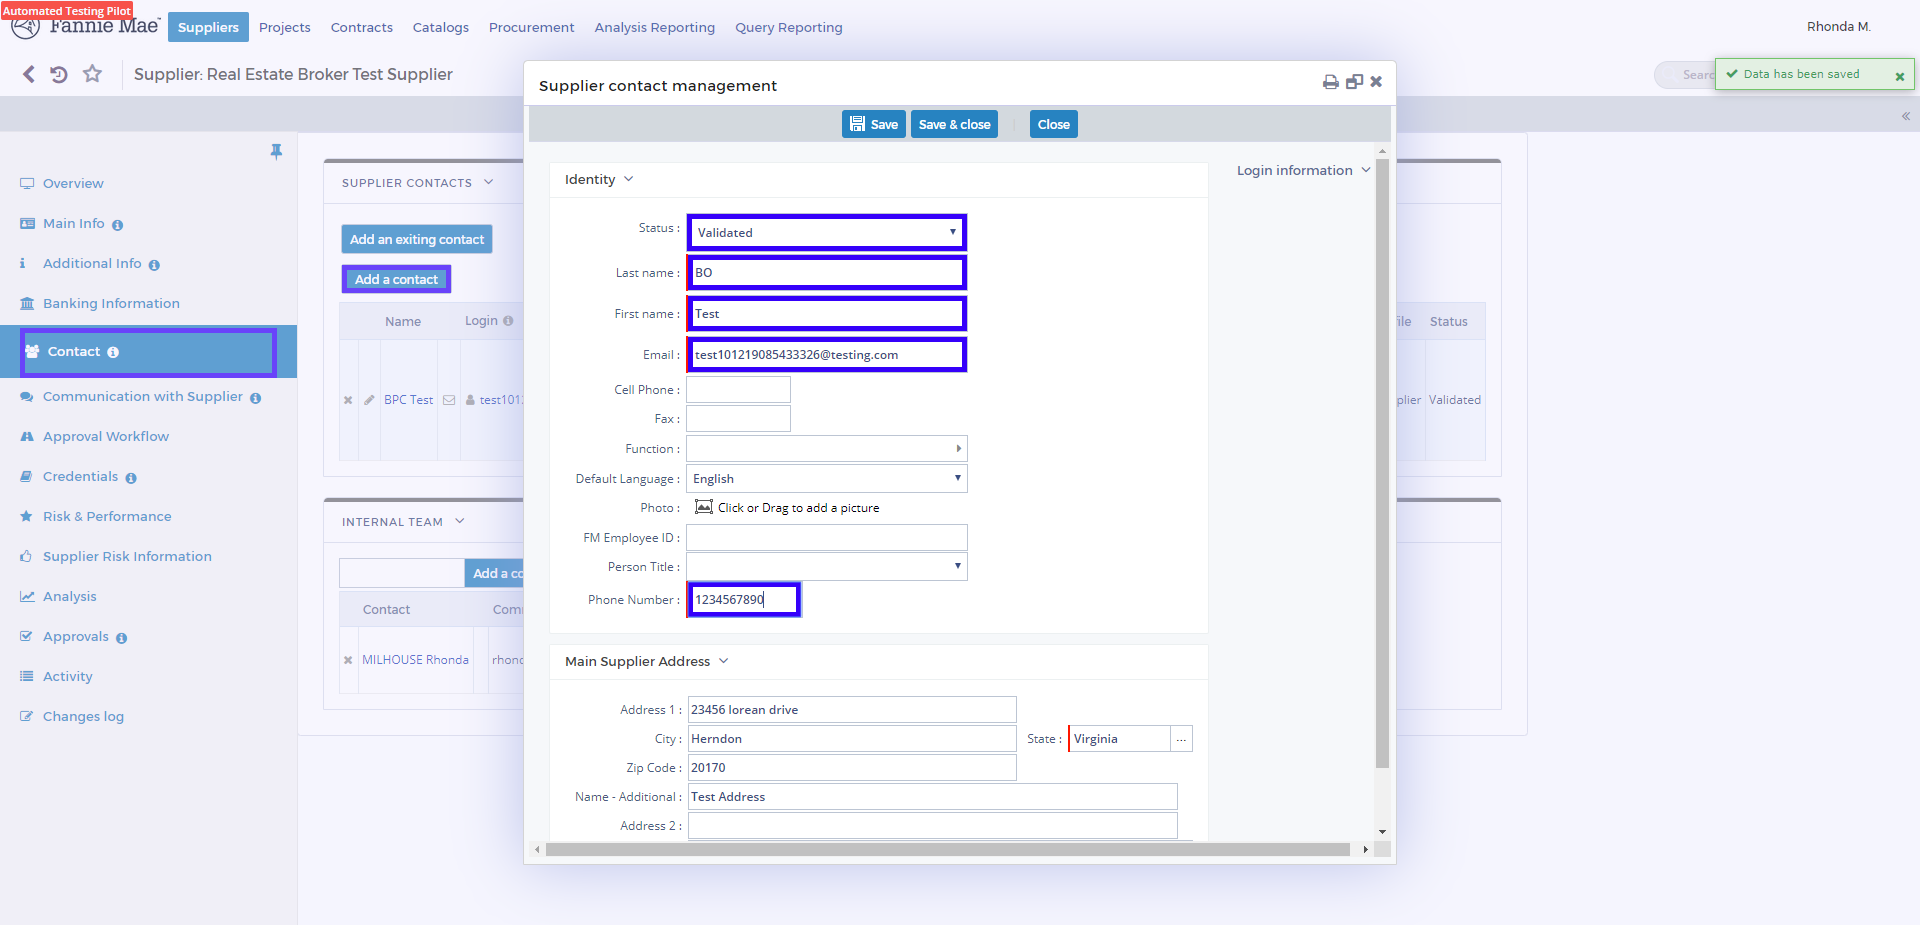 Automated Testing Pilot
Fannie Mae
Suppliers
Projects
Contracts
Catalogs
Procurement
Analysis Reporting
Query Reporting
Rhonda M.
Supplier: Real Estate Broker Test Supplier
Searc
Data has been saved
Overview
Main Info
Additional Info
Banking Information
Contact
Communication with Supplier
Approval Workflow
Credentials
Risk & Performance
Supplier Risk Information
Analysis
Approvals
Activity
Changes log
SUPPLIER CONTACTS
Add an exiting contact
Add a contact
Name
Login
BPC Test
test101
INTERNAL TEAM
Add a co
Contact
Com
MILHOUSE Rhonda
rhond
Supplier contact management
Save
Save & close
Close
Identity
Login information
Status :
Validated
Last name :
BO
First name :
Test
Email :
test101219085433326@testing.com
Cell Phone :
Fax :
Function :
Default Language :
English
Photo :
Click or Drag to add a picture
FM Employee ID :
Person Title :
Phone Number :
1234567890
Main Supplier Address
Address 1 :
23456 lorean drive
City :
Herndon
State :
Virginia
...
Zip Code :
20170
Name - Additional :
Test Address
Address 2 :
file
Status
plier
Validated